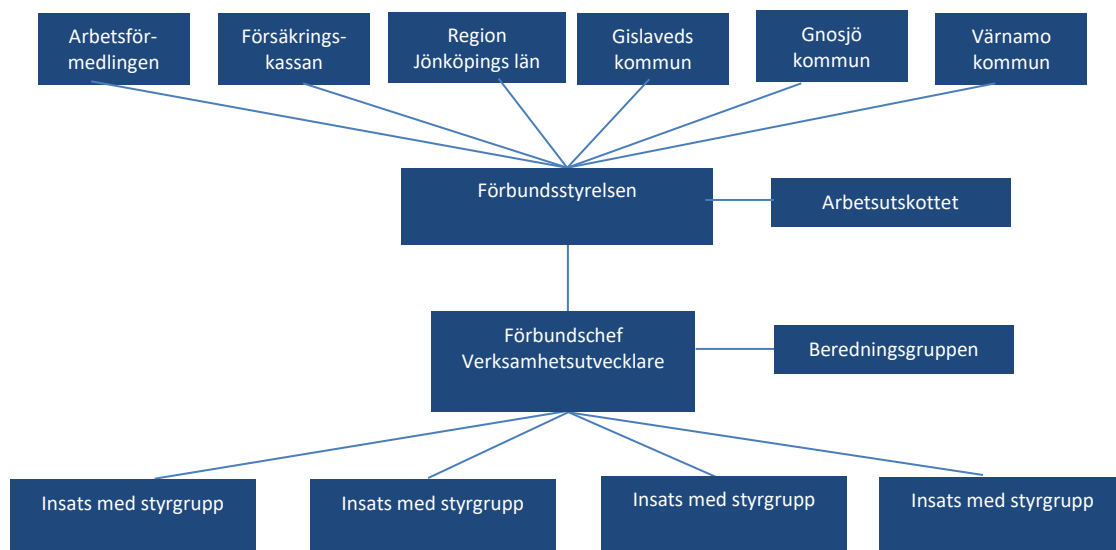 Arbetsför-
medlingen
Försäkrings-
kassan
Region
Jönköpings län
Gislaveds
kommun
Gnosjö
kommun
Värnamo
kommun
Förbundsstyrelsen
Arbetsutskottet
Förbundschef
Verksamhetsutvecklare
Beredningsgruppen
Insats med styrgrupp
Insats med styrgrupp
Insats med styrgrupp
Insats med styrgrupp